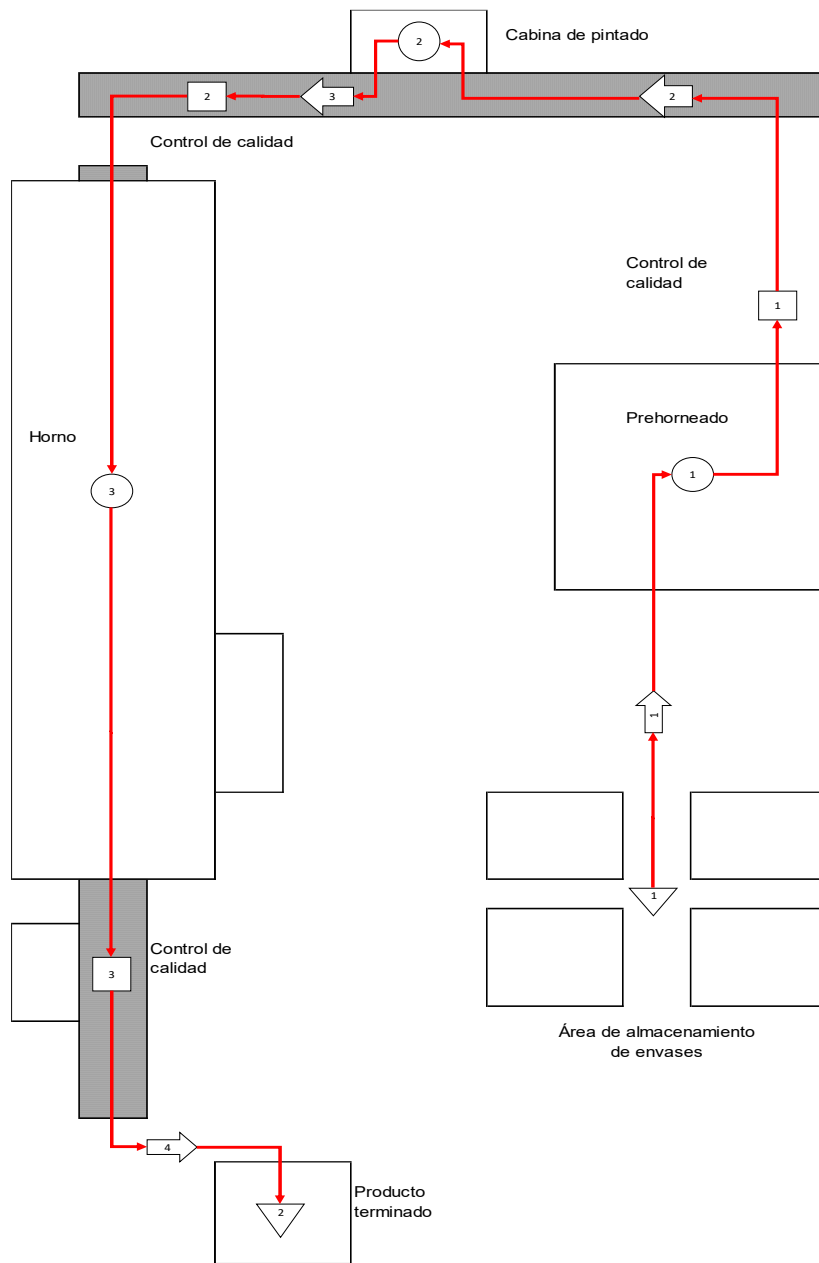 Cabina de pintado
2
2
3
2
Control de calidad
Control de
calidad
1
Prehorneado
1
Horno
3
1
1
Control de
calidad
3
Área de almacenamiento
de envases
4
Producto
terminado
2